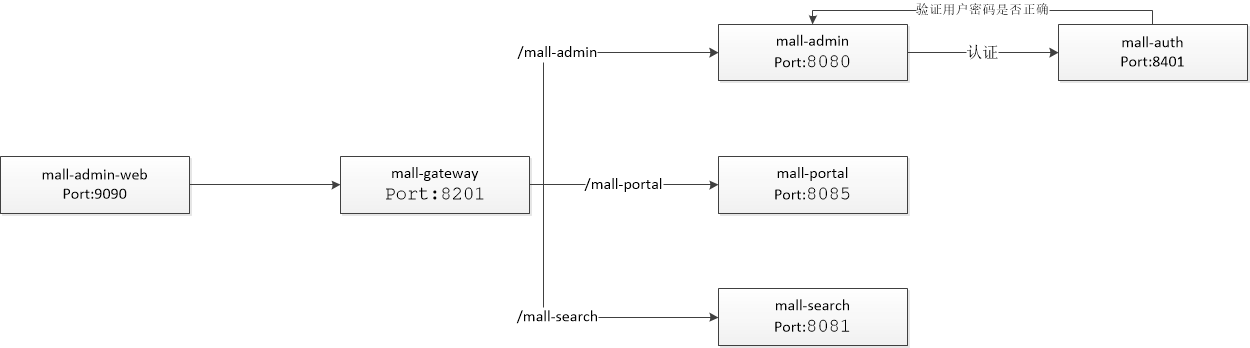 验证用户密码是否正确
/mall-admin
mall-admin
Port:8080
认证
mall-auth
Port:8401
mall-admin-web
Port:9090
mall-gateway
Port:8201
/mall-portal
mall-portal
Port:8085
/mall-search
mall-search
Port:8081